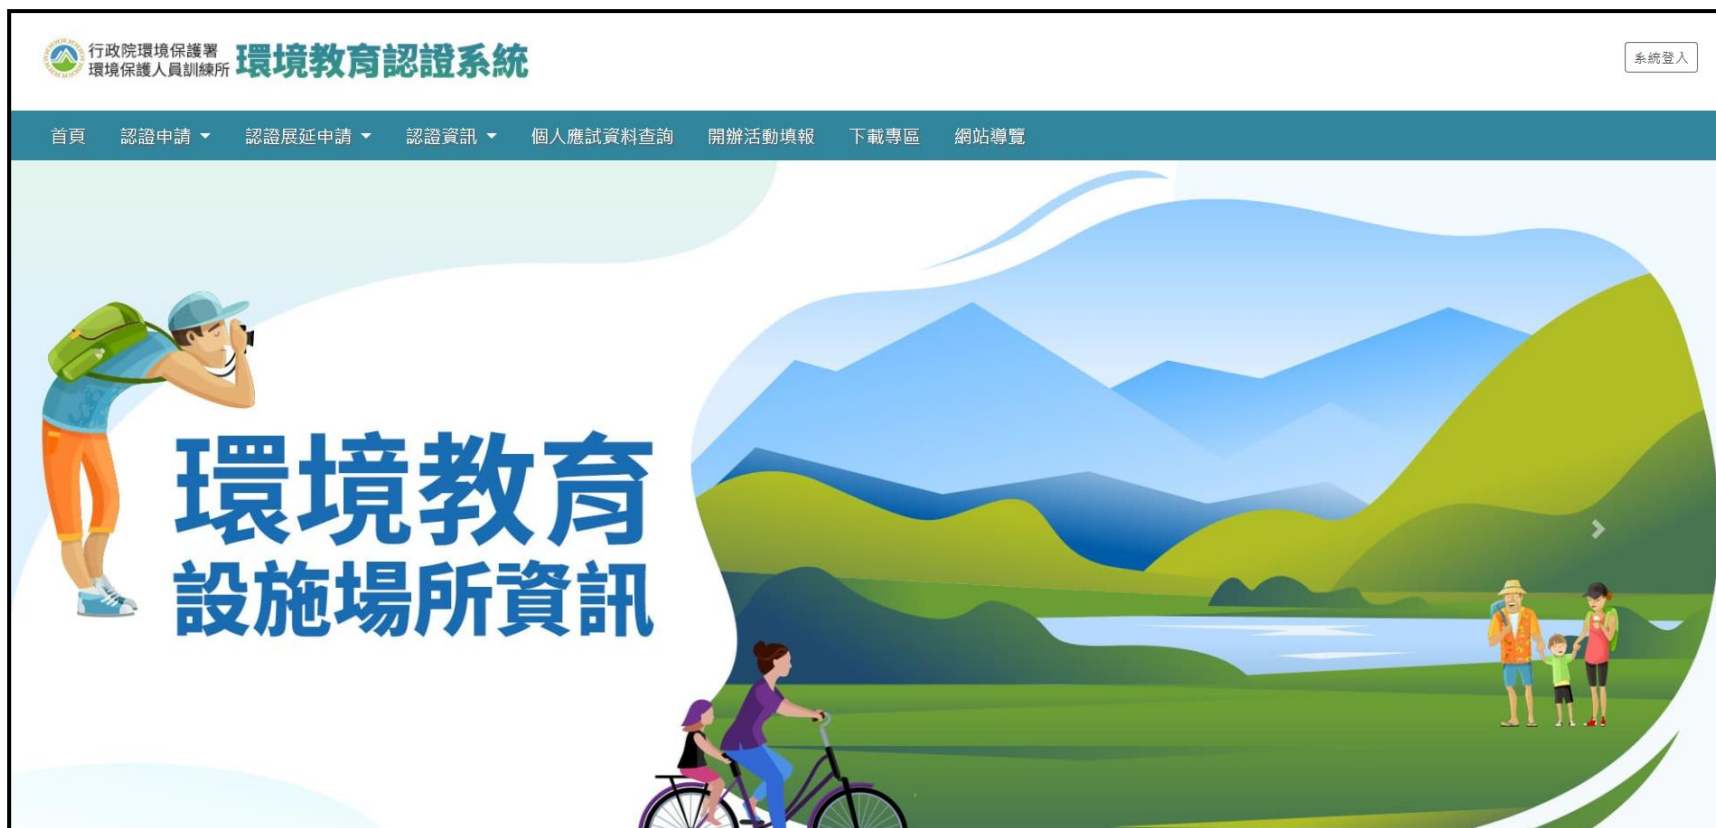 行政院環境保護署
環境保護人員訓練所
環境教育認證系統
系統登入
首頁 認證申請 認證展延申請 認證資訊 個人應試資料查詢 開辦活動填報 下載專區 網站導覽
環境教育
設施場所資訊